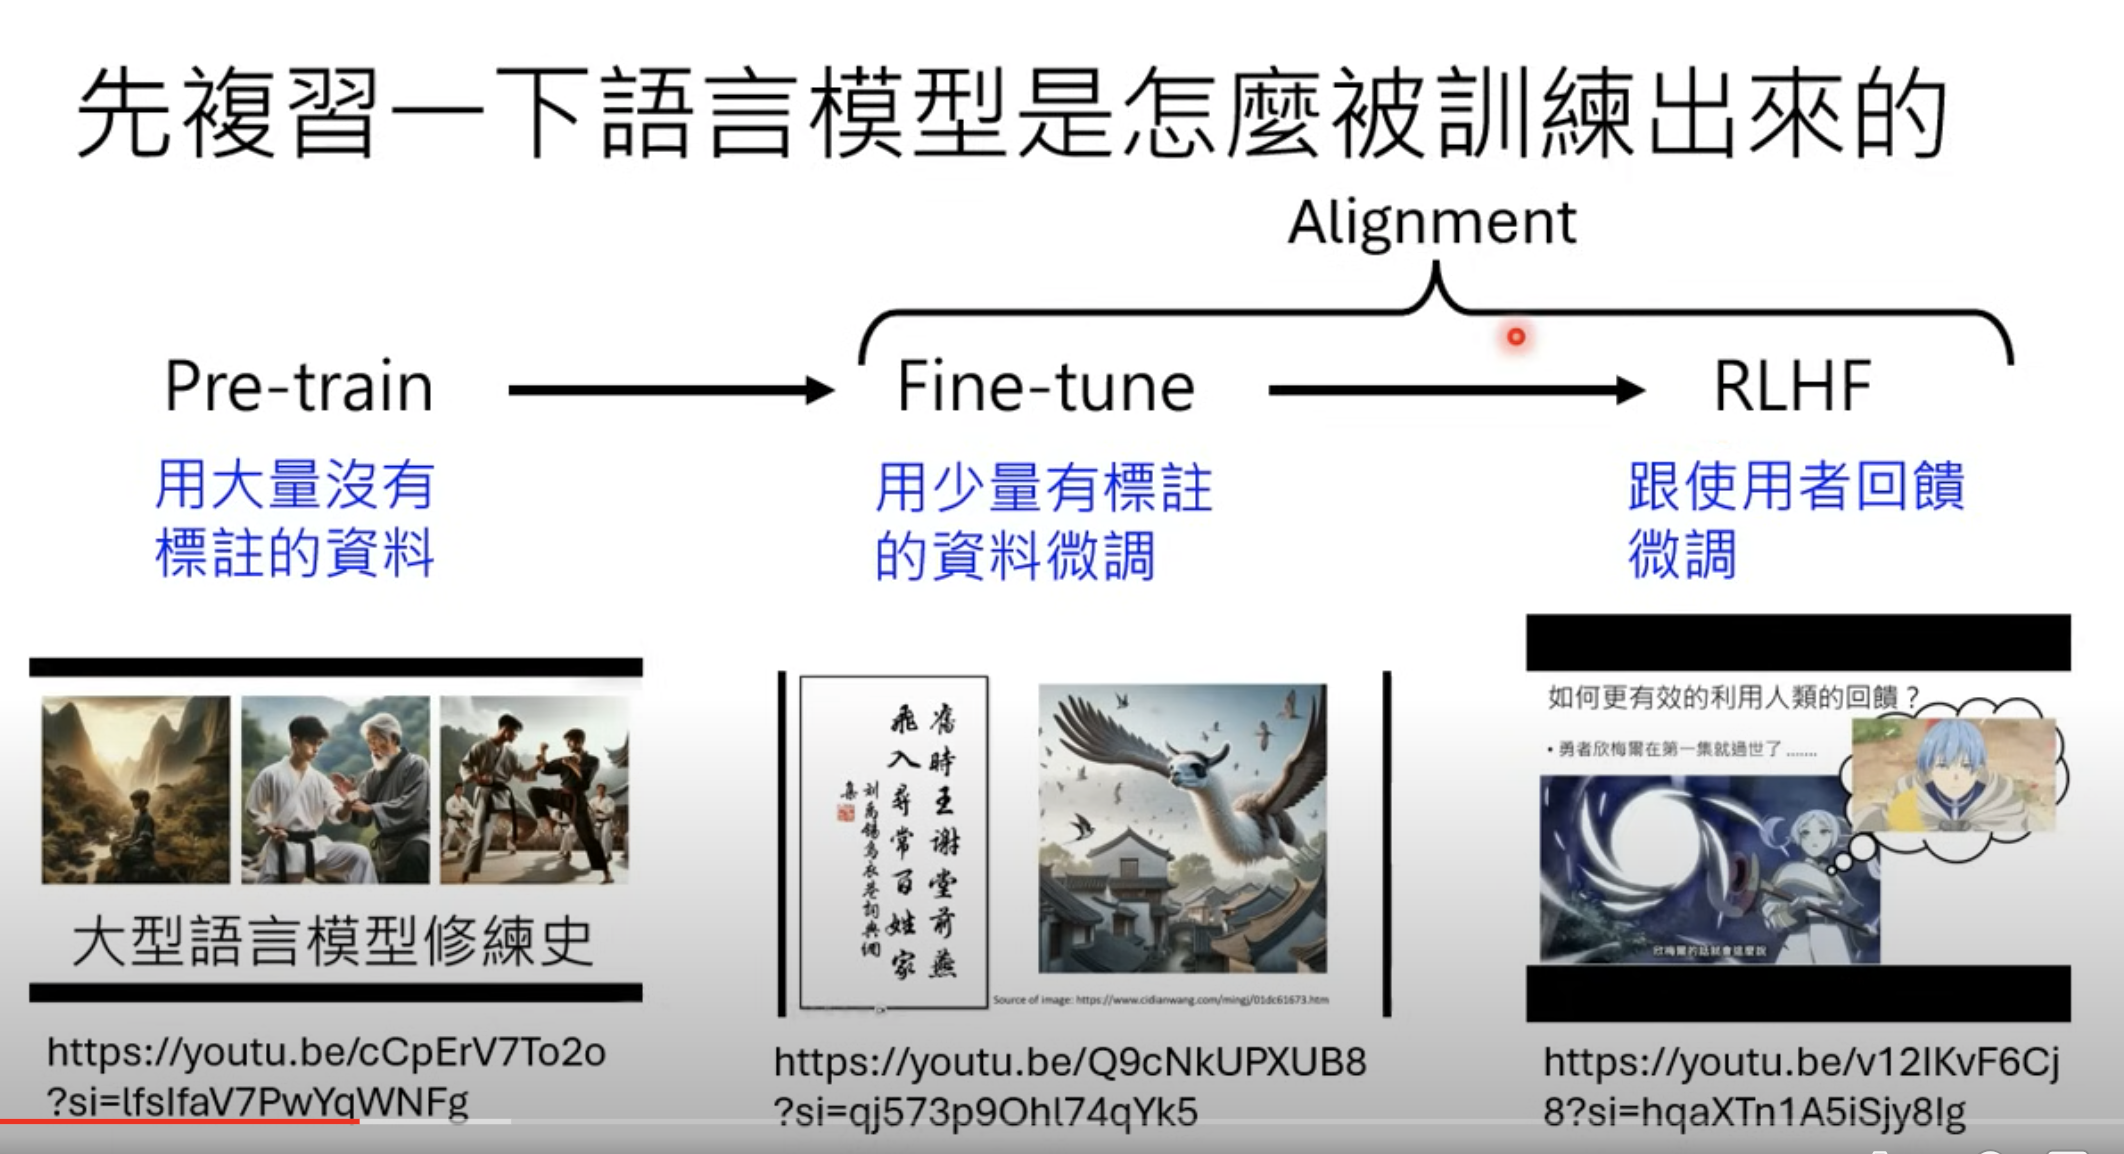 先複習一下語言模型是怎麼被訓練出來的
Alignment
Pre-train
Fine-tune
RLHF
用大量沒有
標註的資料
用少量有標註
的資料微調
跟使用者回饋
微調
大型語言模型修練史
舊時王謝堂前燕
飛入尋常百姓家
劉禹錫烏衣巷詞典網
集
Source of image: https://www.cidianwang.com/mingj/01dc61673.htm
如何更有效的利用人類的回饋？
• 勇者欣梅爾在第一集就過世了 .......
欣梅爾的話就會這麼說
https://youtu.be/cCpErV7To2o
?si=lfsIfaV7PwYqWNFg
https://youtu.be/Q9cNkUPXUB8
?si=qj573p9Ohl74qYk5
https://youtu.be/v12IKvF6Cj
8?si=hqaXTn1A5iSjy8Ig